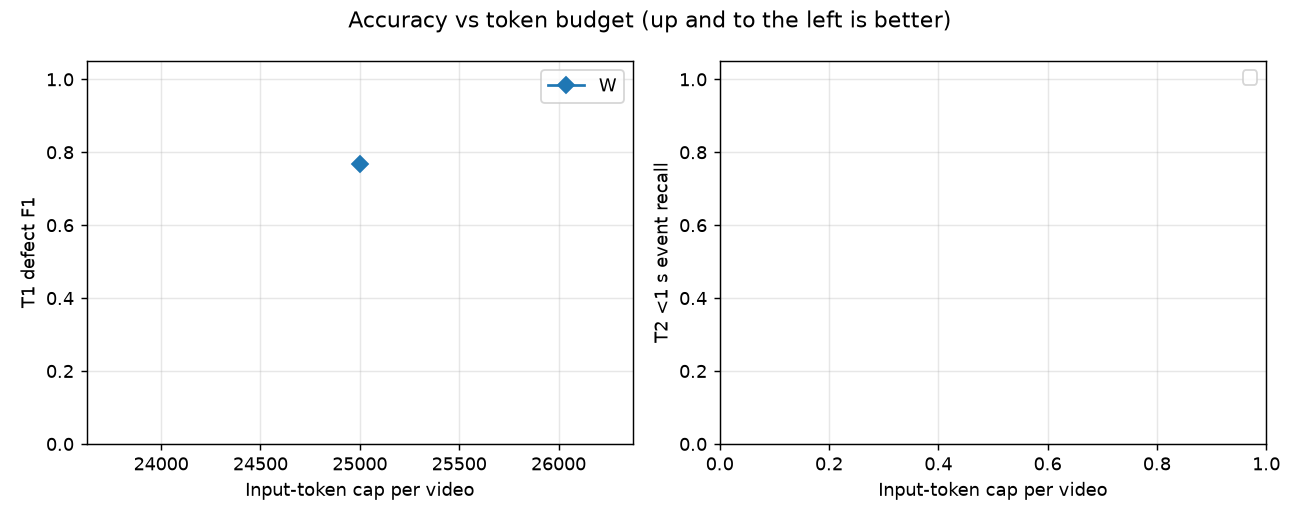 Accuracy vs token budget (up and to the left is better)
T1 defect F1
1.0
0.8
0.6
0.4
0.2
0.0
W
24000 24500 25000 25500 26000
Input-token cap per video
T2 <1 s event recall
1.0
0.8
0.6
0.4
0.2
0.0
0.0 0.2 0.4 0.6 0.8 1.0
Input-token cap per video